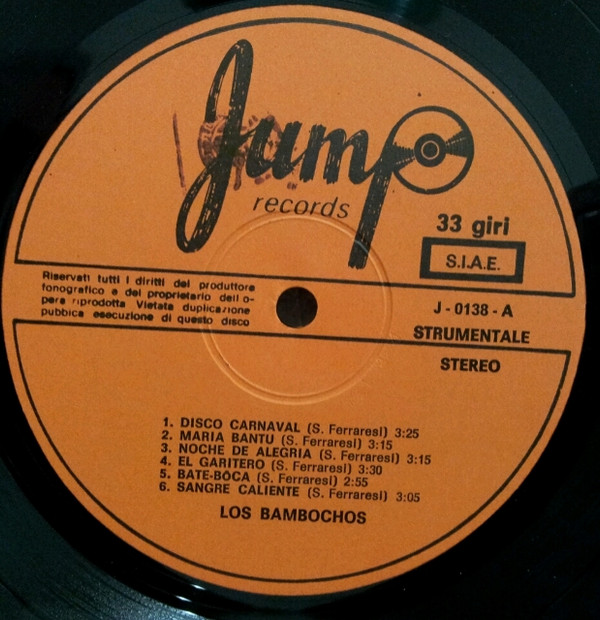 Jump
records
33 giri
S.I.A.E.
Riservati tutti i diritti del produttore
fonografico e del proprietario dell o-
pera riprodotta Vietata duplicazione
pubbica esecuzione di questo disco
J - 0138 - A
STRUMENTALE
STEREO
1. DISCO CARNAVAL (S. Ferraresi) 3:25
2. MARIA BANTU (S. Ferraresi) 3:15
3. NOCHE DE ALEGRIA (S. Ferraresi) 3:15
4. EL GARITERO (S. Ferraresi) 3:30
5. BATE-BOCA (S. Ferraresi) 2:55
6. SANGRE CALIENTE (S. Ferraresi) 3:05
LOS BAMBOCHOS